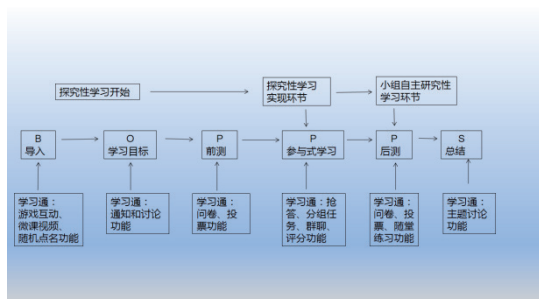 探究性学习开始
探究性学习
实现环节
小组自主研究性
学习环节
B
导入
O
学习目标
P
前测
P
参与式学习
P
后测
S
总结
学习通：
游戏互动、
微课视频、
随机点名功能
学习通：
通知和讨论
功能
学习通：
问卷、投
票功能
学习通：抢
答、分组任
务、群聊、
评分功能
学习通：
问卷、投
票、随堂
练习功能
学习通：
主题讨论
功能